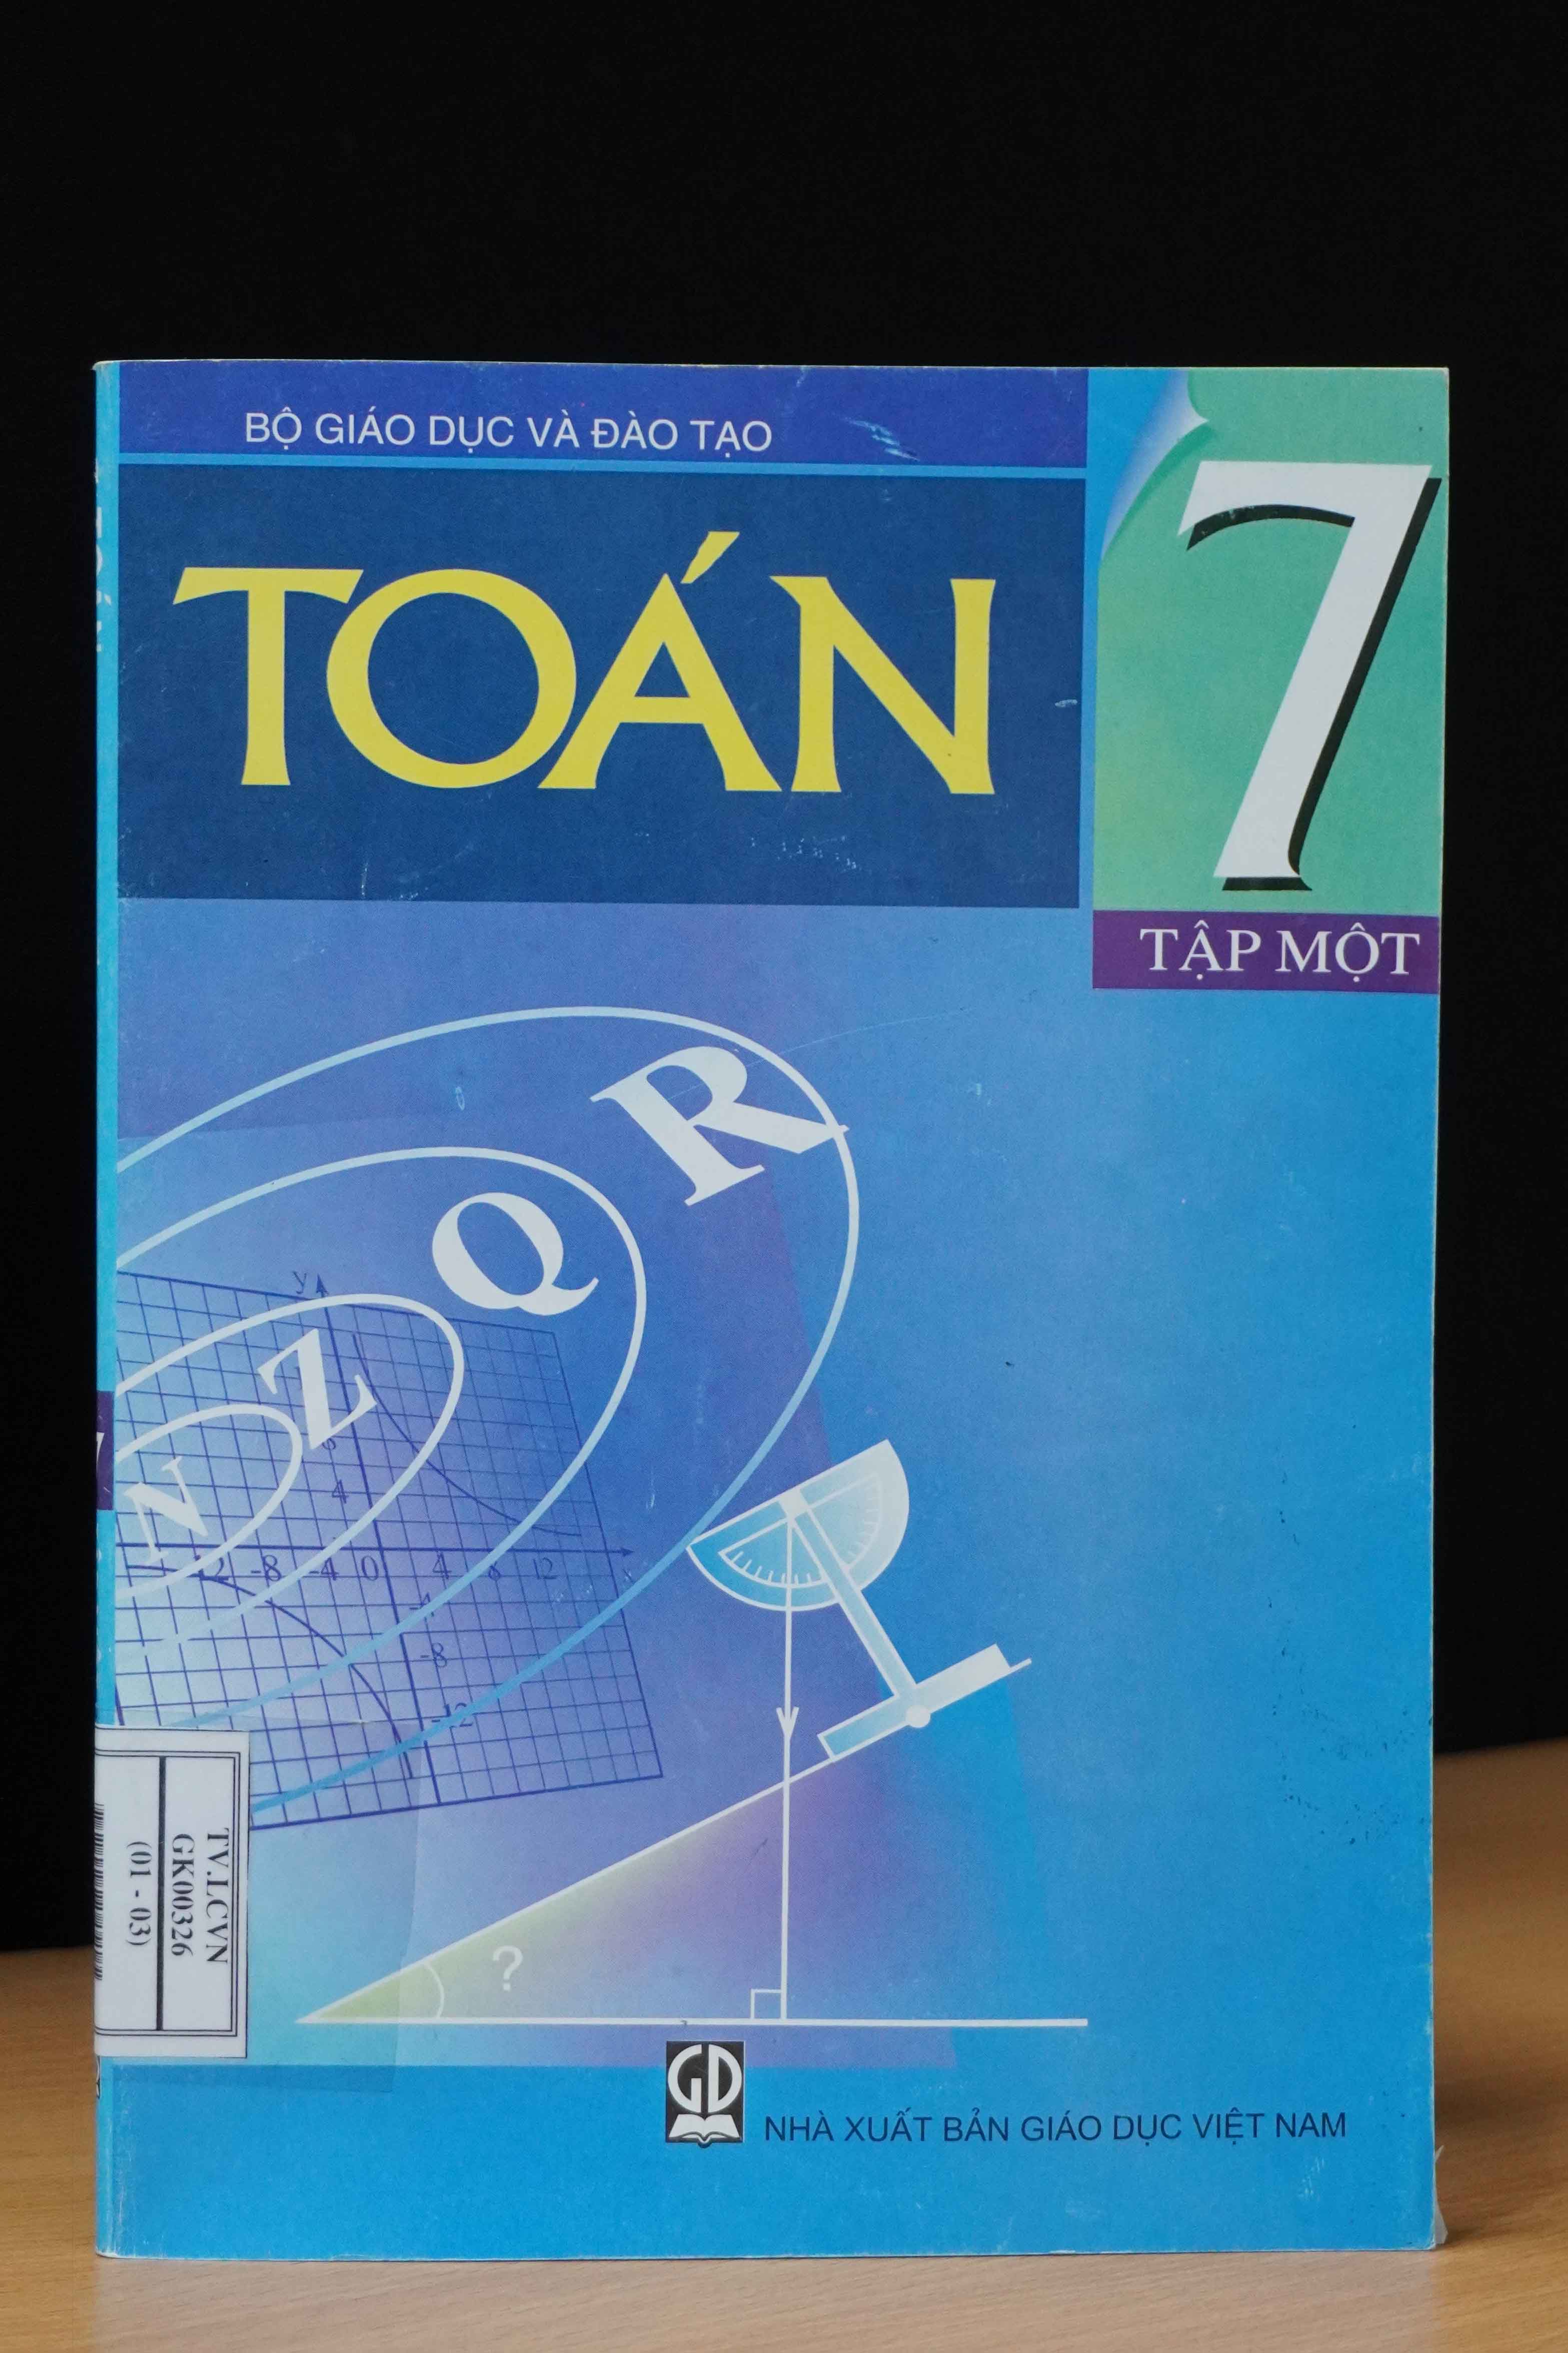 BỘ GIÁO DỤC VÀ ĐÀO TẠO
TOÁN
7
TẬP MỘT
R
Q
Z
N
y
4
-8 -4 0 4 8 12
x
-4
-8
-12
TV.LCVN
GK00326
(01 - 03)
?
GD
NHÀ XUẤT BẢN GIÁO DỤC VIỆT NAM